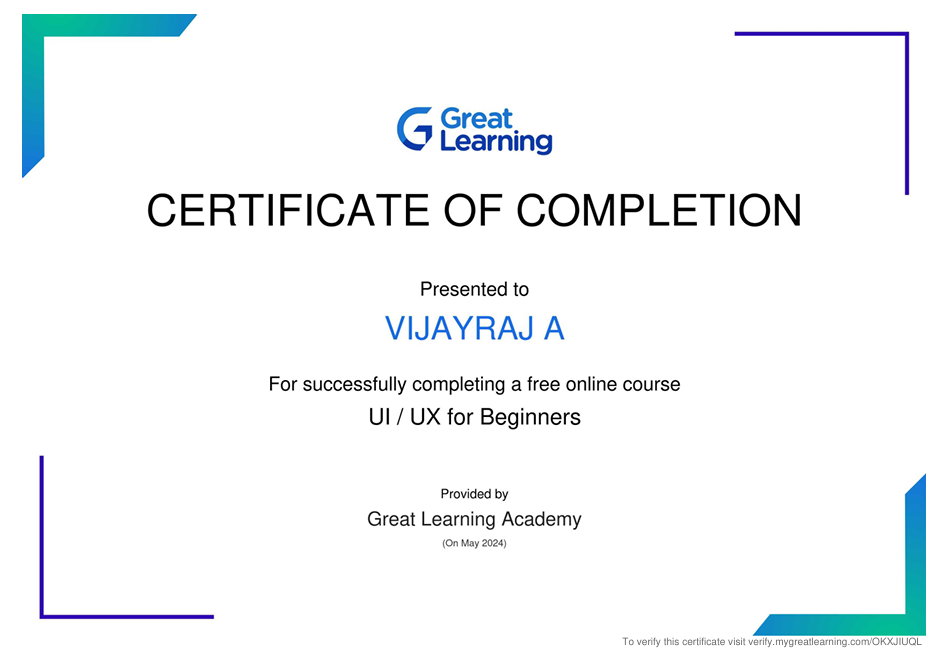 Great
Learning
CERTIFICATE OF COMPLETION
Presented to
VIJAYRAJ A
For successfully completing a free online course
UI / UX for Beginners
Provided by
Great Learning Academy
(On May 2024)
To verify this certificate visit verify.mygreatlearning.com/OKXJIUQL